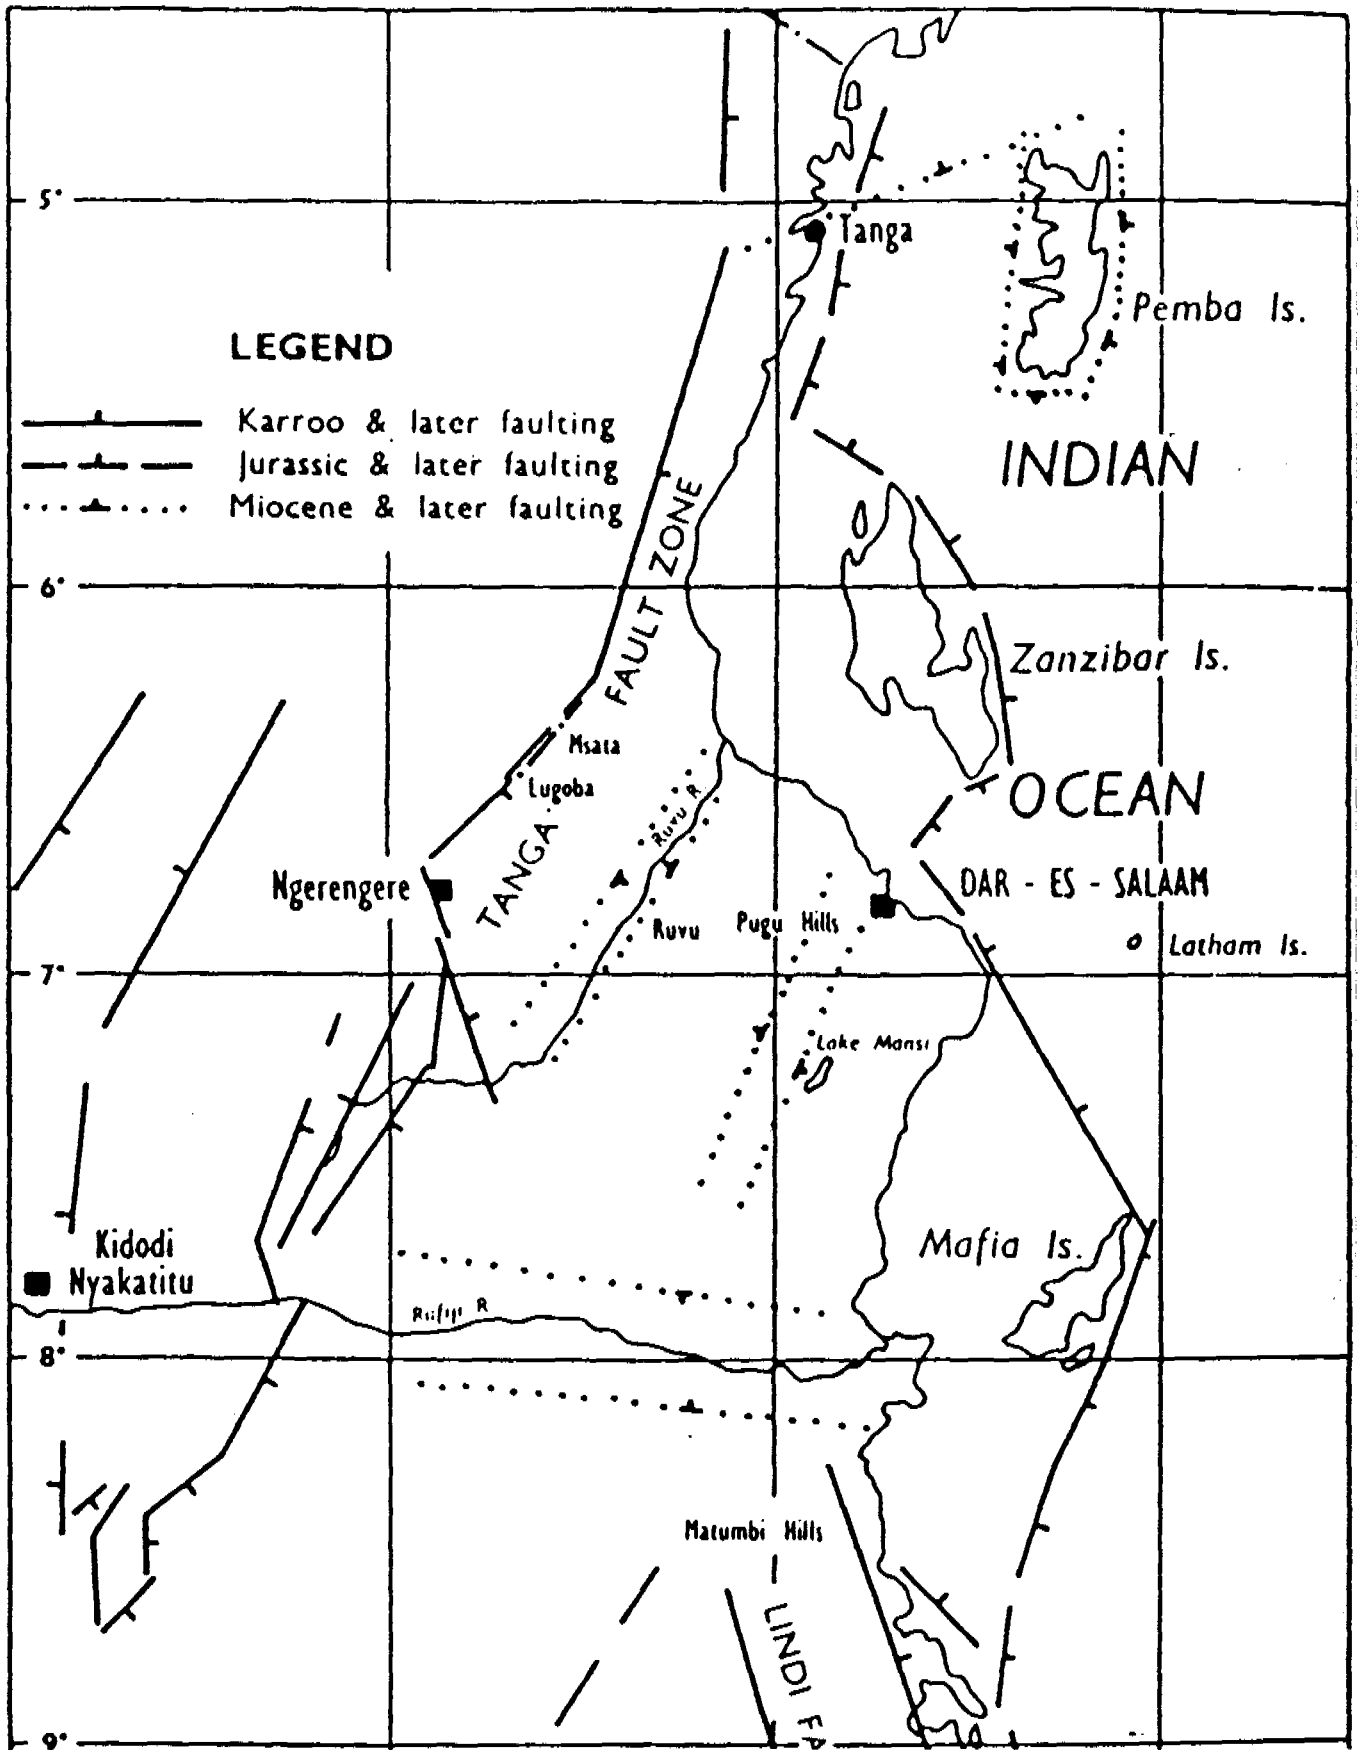 5°
Tanga
Pemba Is.
LEGEND
Karroo & later faulting
Jurassic & later faulting
Miocene & later faulting
INDIAN
OCEAN
6°
TANGA FAULT ZONE
Zanzibar Is.
Msata
Lugoba
Ruvu R.
Ngerengere
DAR - ES - SALAAM
Ruvu
Pugu Hills
Latham Is.
7°
Lake Mansi
Kidodi
Nyakatitu
Mafia Is.
Rufiji R
8°
Matumbi Hills
LINDI FA
9°